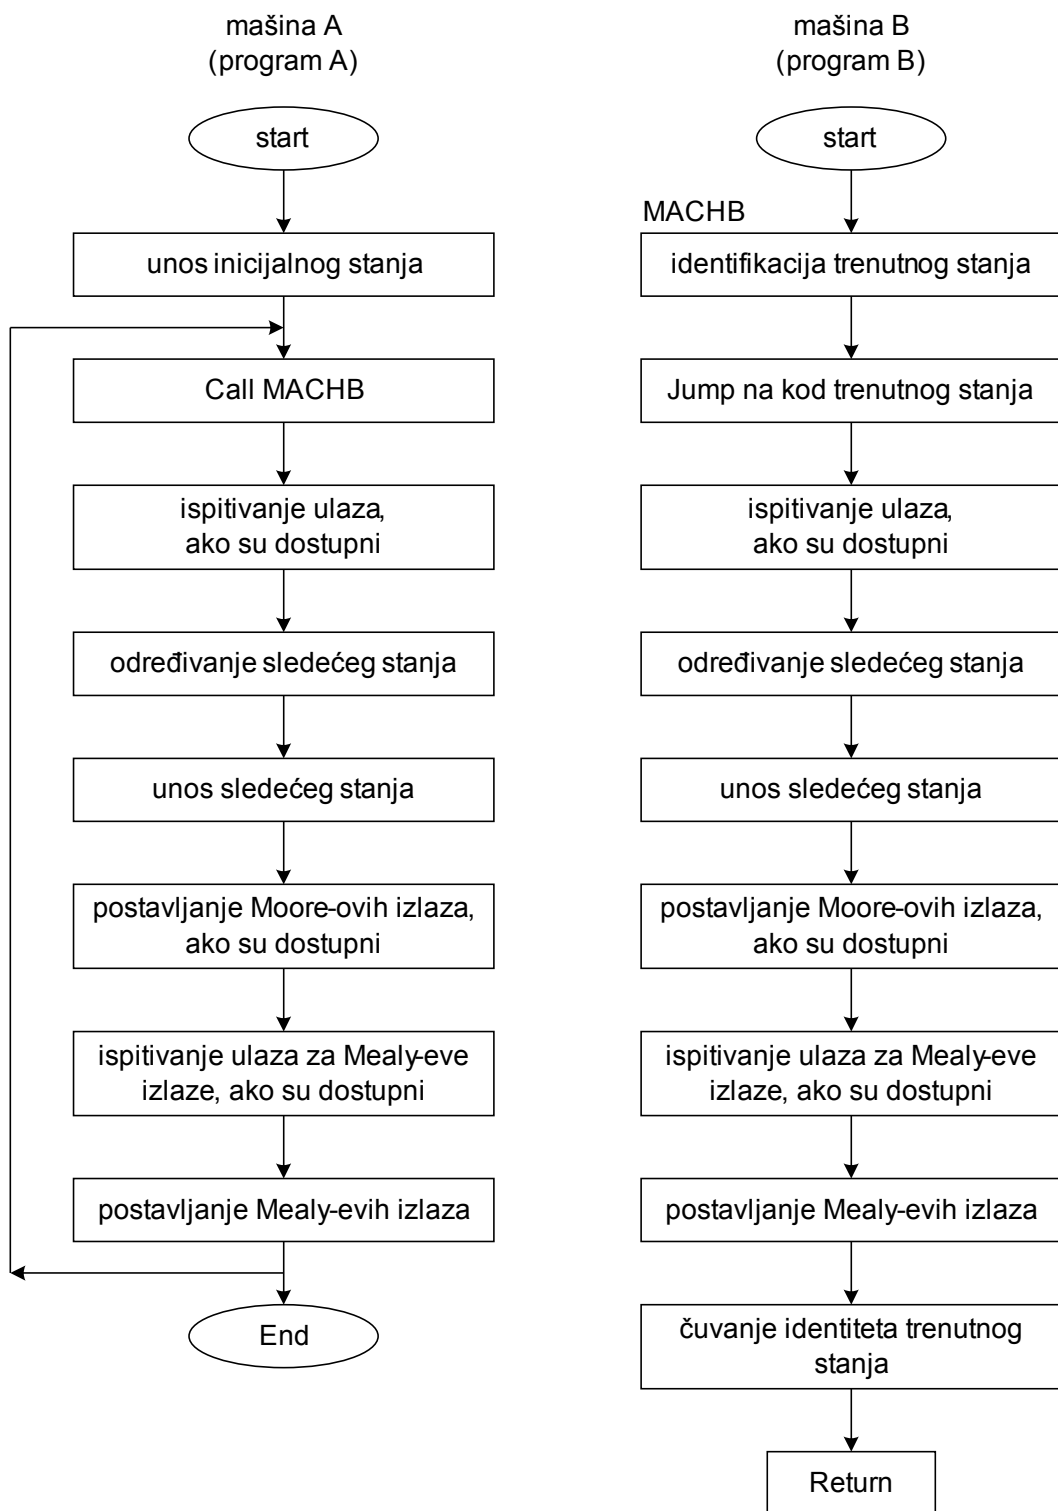 mašina A
(program A)
start
unos inicijalnog stanja
Call MACHB
ispitivanje ulaza,
ako su dostupni
određivanje sledećeg stanja
unos sledećeg stanja
postavljanje Moore-ovih izlaza,
ako su dostupni
ispitivanje ulaza za Mealy-eve
izlaze, ako su dostupni
postavljanje Mealy-evih izlaza
End
mašina B
(program B)
start
MACHB
identifikacija trenutnog stanja
Jump na kod trenutnog stanja
ispitivanje ulaza,
ako su dostupni
određivanje sledećeg stanja
unos sledećeg stanja
postavljanje Moore-ovih izlaza,
ako su dostupni
ispitivanje ulaza za Mealy-eve
izlaze, ako su dostupni
postavljanje Mealy-evih izlaza
čuvanje identiteta trenutnog
stanja
Return